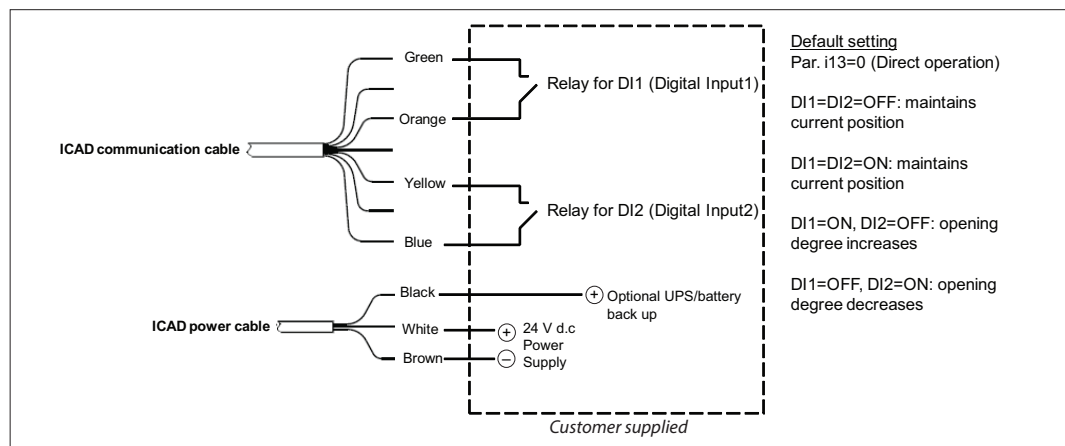 Green
Relay for DI1 (Digital Input1)
Orange
ICAD communication cable
Yellow
Relay for DI2 (Digital Input2)
Blue
Black
+ Optional UPS/battery
back up
ICAD power cable
White
+ 24 V d.c
Power
Brown
− Supply
Customer supplied
Default setting
Par. i13=0 (Direct operation)
DI1=DI2=OFF: maintains
current position
DI1=DI2=ON: maintains
current position
DI1=ON, DI2=OFF: opening
degree increases
DI1=OFF, DI2=ON: opening
degree decreases